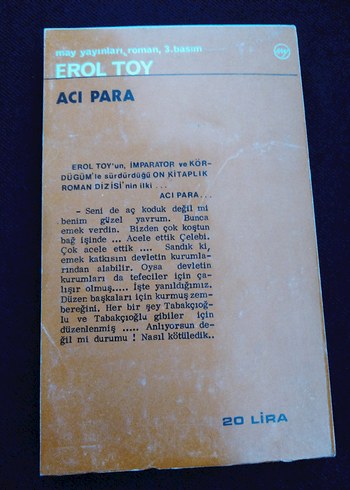 may yayınları, roman, 3. basım
my
EROL TOY
ACI PARA
EROL TOY'un, İMPARATOR ve KÖR-
DÜĞÜM'le sürdürdüğü ON KİTAPLIK
ROMAN DİZİSİ'nin ilki ...
ACI PARA...
- Seni de aç koduk değil mi
benim güzel yavrum. Bunca
emek verdin. Bizden çok koştun
bağ işinde ... Acele ettik Çelebi.
Çok acele ettik .... Sandık ki,
emek katkısını devletin kurumla-
rından alabilir. Oysa devletin
kurumları da tefeciler için ça-
lışır olmuş..... İşte yanıldığımız.
Düzen başkaları için kurmuş zem-
bereğini. Her bir şey Tabakçıoğ-
lu ve Tabakçıoğlu gibiler için
düzenlenmiş ..... Anlıyorsun de-
ğil mi durumu ! Nasıl kötüledik..
20 LİRA